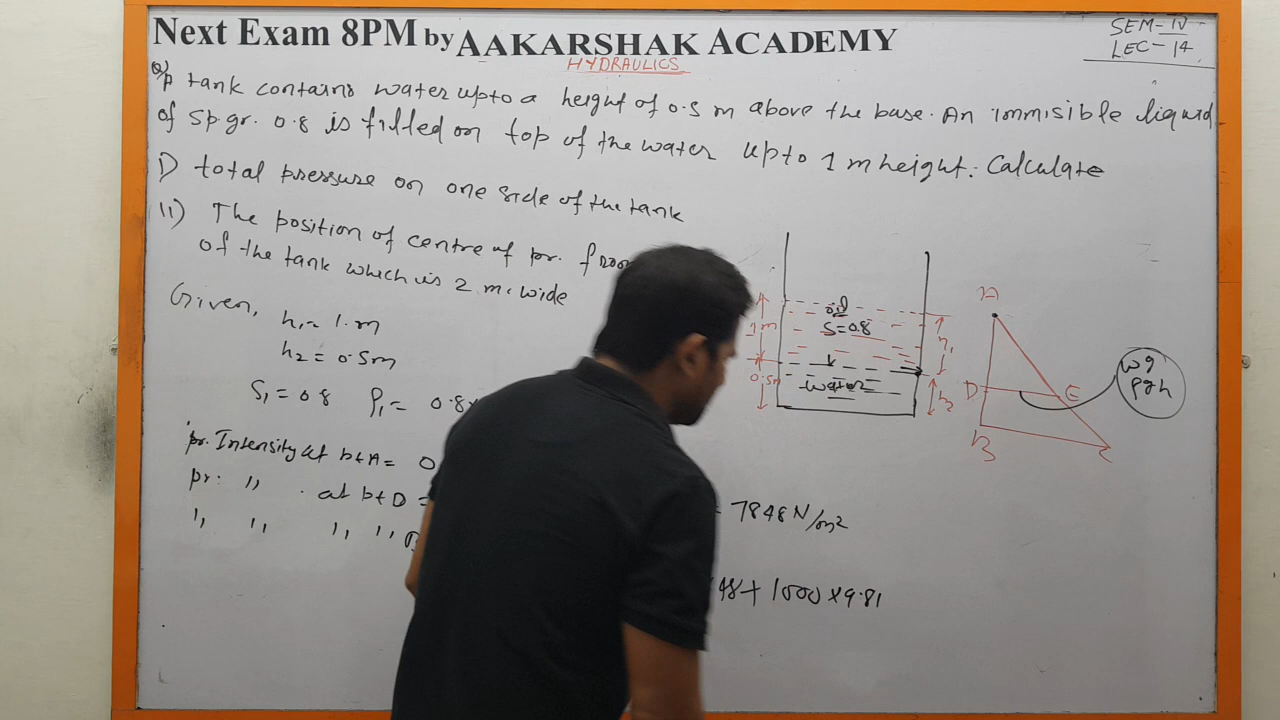 Next Exam 8PM by AAKARSHAK ACADEMY
SEM-IV
LEC-14
HYDRAULICS
Q) A tank contains water upto a height of 0.5 m above the base. An immisible liquid
of sp.gr. 0.8 is filled on top of the water upto 1 m height. Calculate
I) total pressure on one side of the tank
II) The position of centre of pr. from
of the tank which is 2 m. wide
Given,
h₁ = 1. m
h₂ = 0.5m
S₁ = 0.8 ρ₁ = 0.8x
pr. Intensity at pt A = 0
pr. ,, at pt D = = 7848 N/m²
,, ,, ,, ,,
48 + 1000 x 9.81
1 m
0.5m
oil
S=0.8
water
h₁
h₂
A
D
E
B
C
wg
ρgh